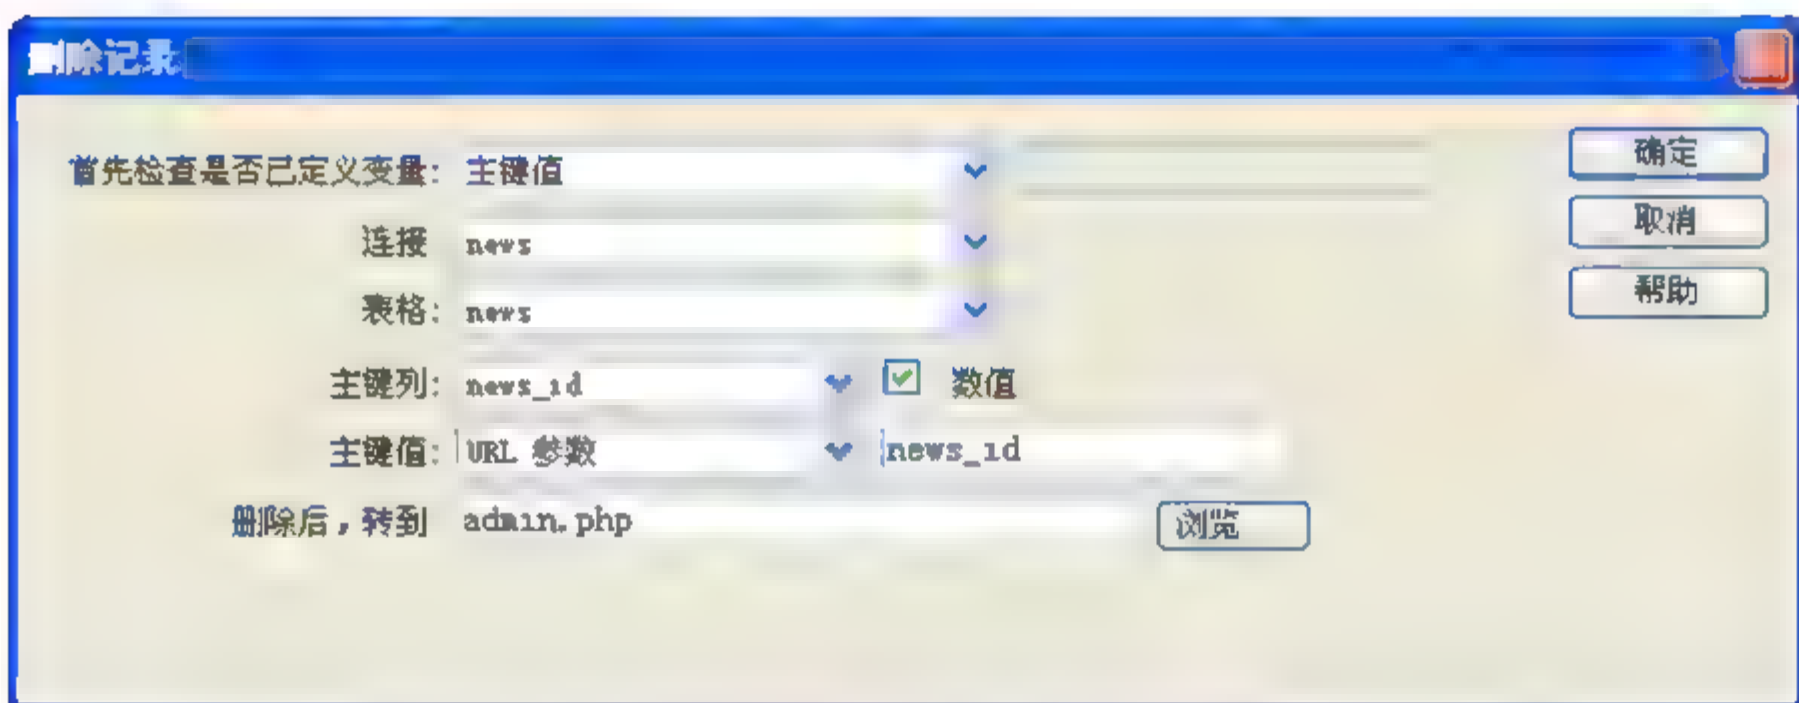 删除记录
首先检查是否已定义变量: 主键值
确定
连接 news
取消
表格: news
帮助
主键列: news_id 数值
主键值: URL 参数 news_id
删除后，转到 admin.php 浏览